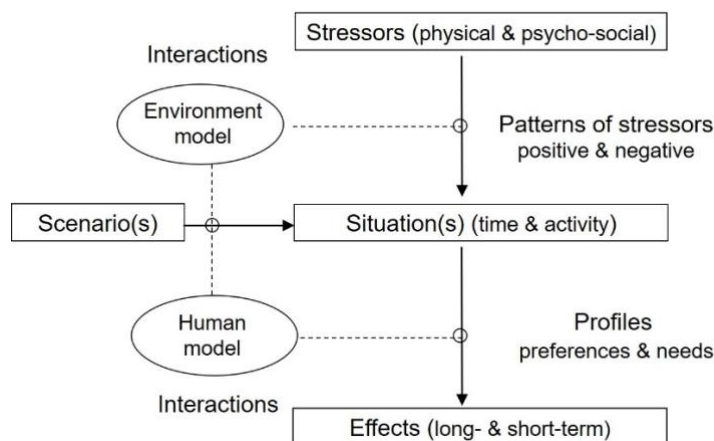 Stressors (physical & psycho-social)
Interactions
Environment
model
Patterns of stressors
positive & negative
Scenario(s)
Situation(s) (time & activity)
Human
model
Profiles
preferences & needs
Interactions
Effects (long- & short-term)